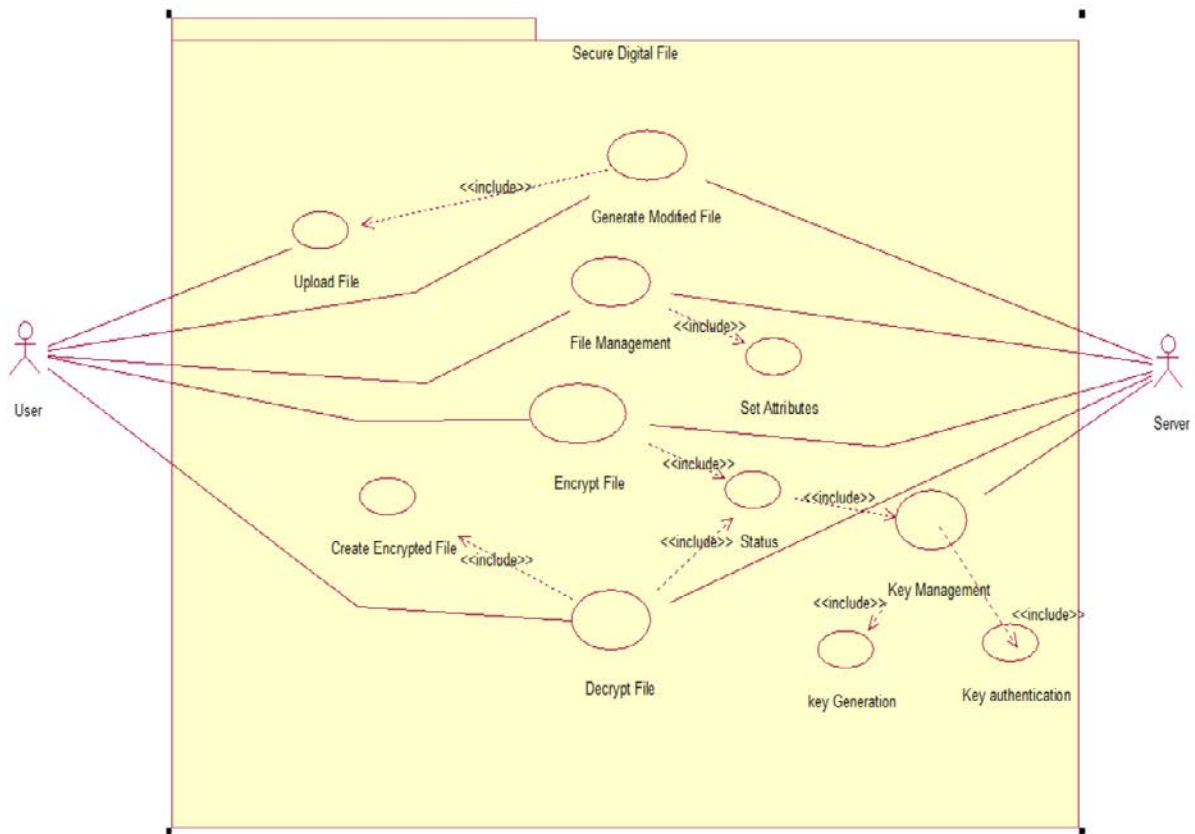 Secure Digital File
<<include>>
Generate Modified File
Upload File
<<include>>
File Management
Set Attributes
User
Server
<<include>>
Encrypt File
<<include>>
Create Encrypted File
<<include>>
<<include>>
Status
Key Management
<<include>>
<<include>>
Decrypt File
key Generation
Key authentication